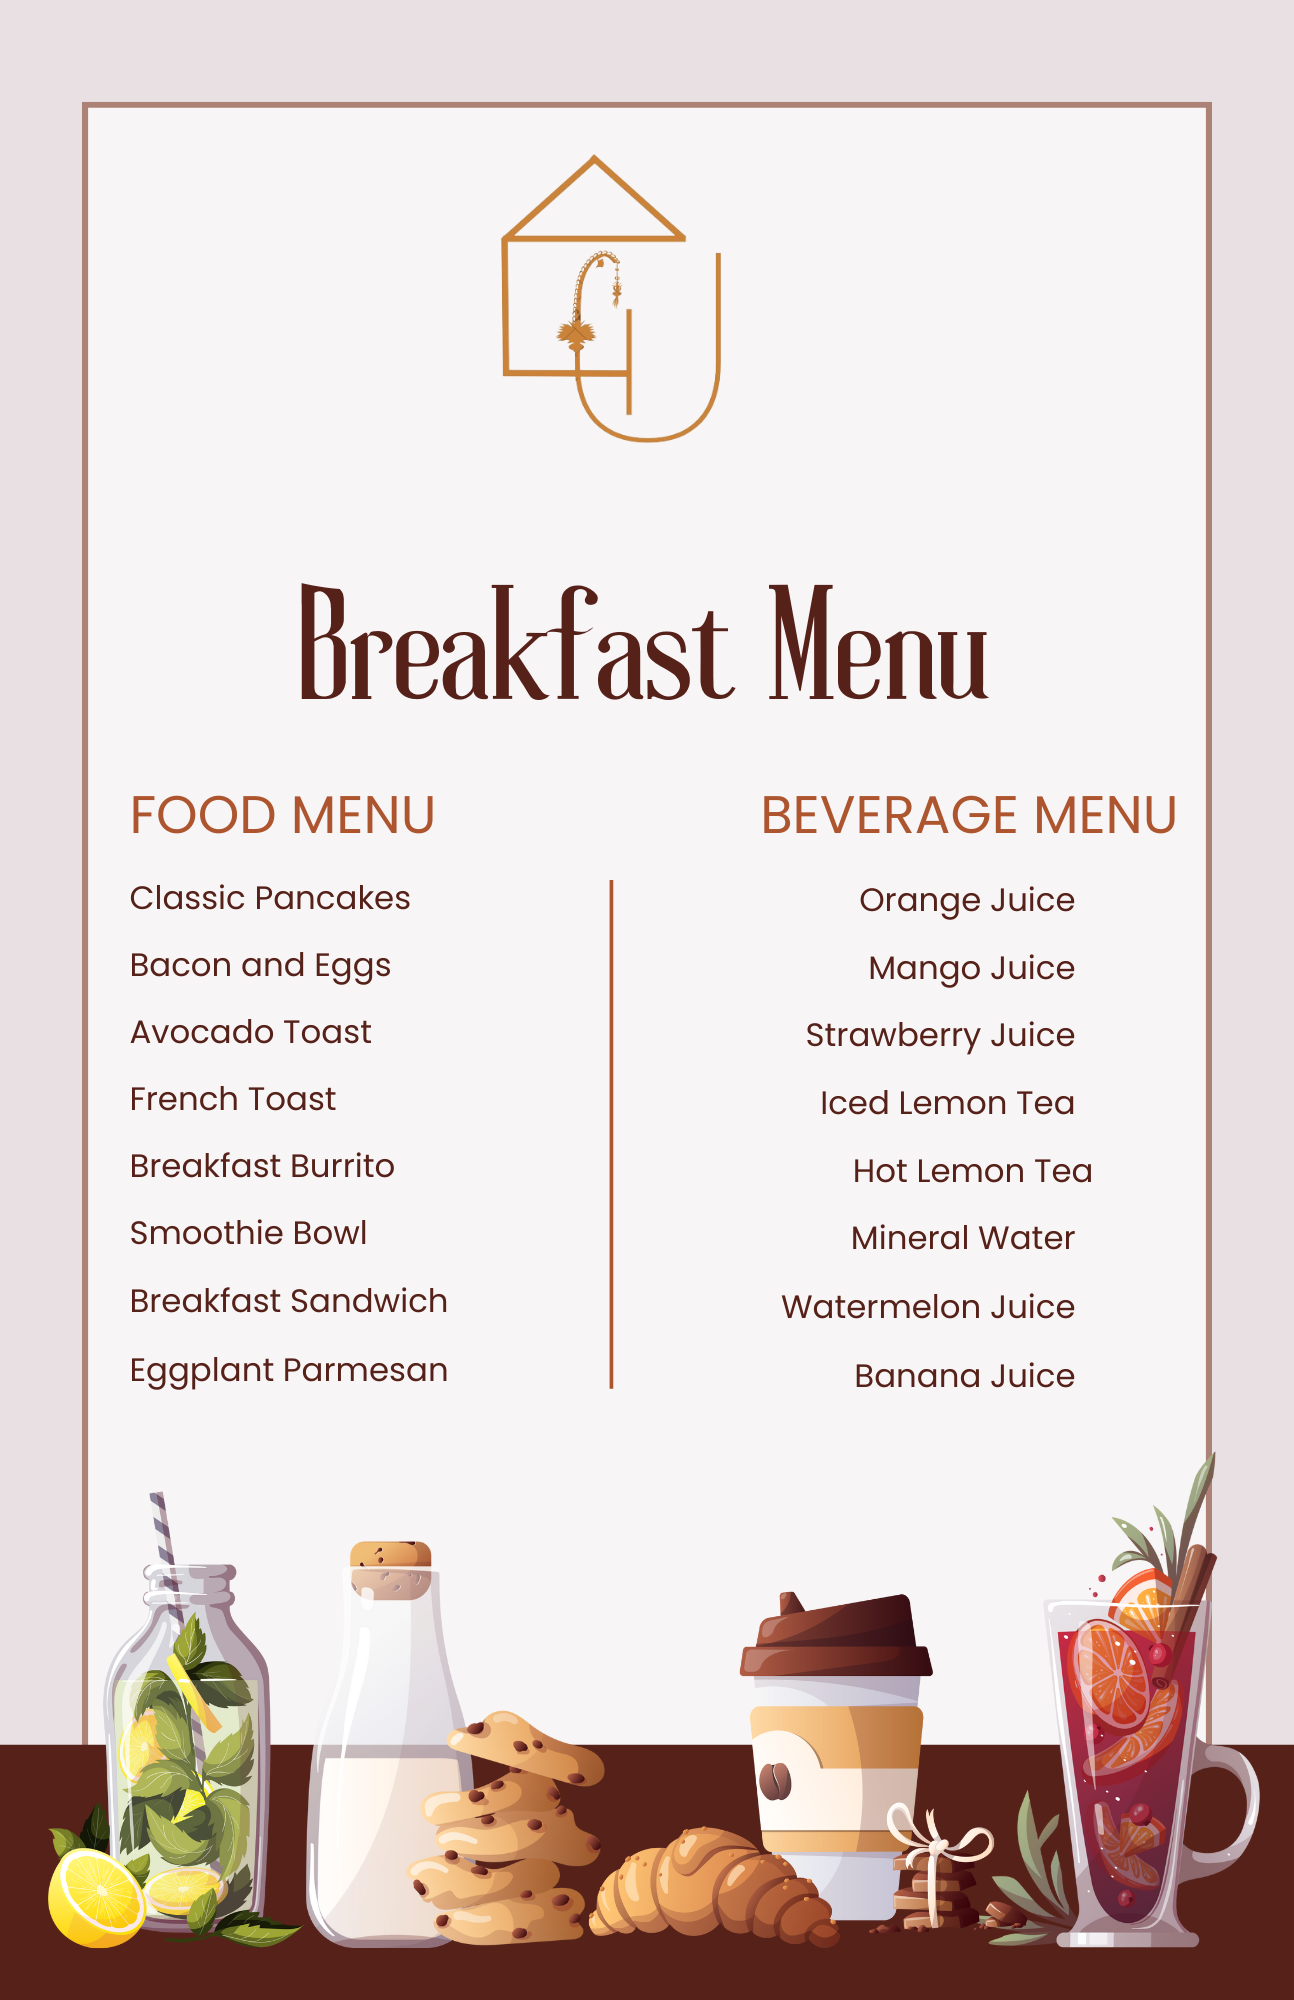 Breakfast Menu
FOOD MENU
Classic Pancakes
Bacon and Eggs
Avocado Toast
French Toast
Breakfast Burrito
Smoothie Bowl
Breakfast Sandwich
Eggplant Parmesan
BEVERAGE MENU
Orange Juice
Mango Juice
Strawberry Juice
Iced Lemon Tea
Hot Lemon Tea
Mineral Water
Watermelon Juice
Banana Juice